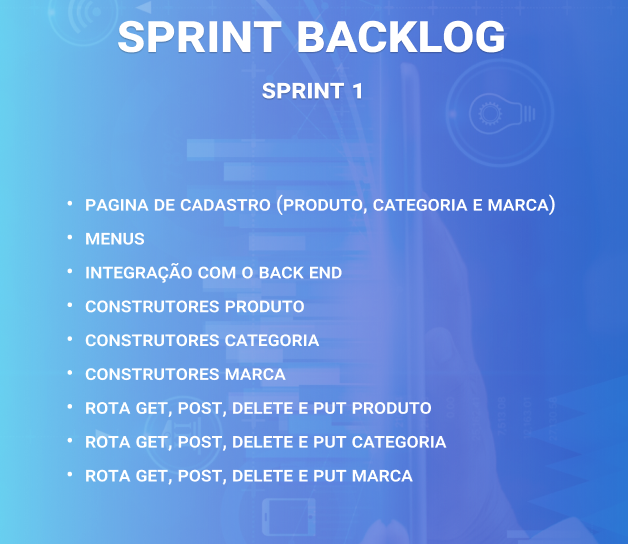 SPRINT BACKLOG
SPRINT 1
• PAGINA DE CADASTRO (PRODUTO, CATEGORIA E MARCA)
• MENUS
• INTEGRAÇÃO COM O BACK END
• CONSTRUTORES PRODUTO
• CONSTRUTORES CATEGORIA
• CONSTRUTORES MARCA
• ROTA GET, POST, DELETE E PUT PRODUTO
• ROTA GET, POST, DELETE E PUT CATEGORIA
• ROTA GET, POST, DELETE E PUT MARCA